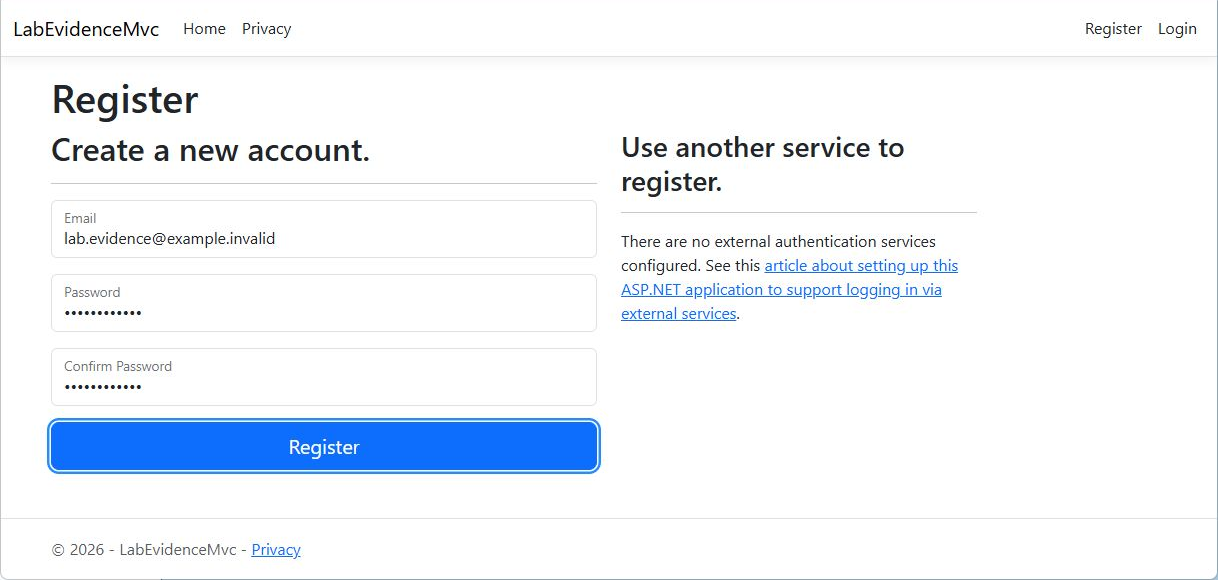 LabEvidenceMvc Home Privacy Register Login
Register
Create a new account.
Email
lab.evidence@example.invalid
Password
••••••••••••
Confirm Password
••••••••••••
Register
Use another service to
register.
There are no external authentication services
configured. See this article about setting up this
ASP.NET application to support logging in via
external services.
© 2026 - LabEvidenceMvc - Privacy